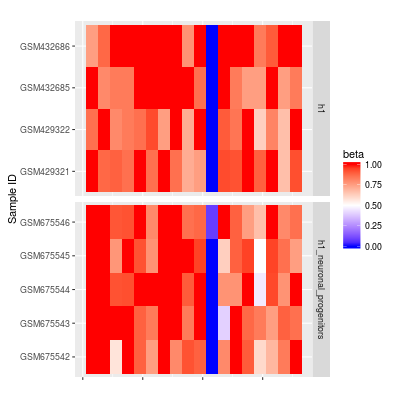 GSM432686
GSM432685
GSM429322
GSM429321
h1
GSM675546
GSM675545
GSM675544
GSM675543
GSM675542
h1_neuronal_progenitors
Sample ID
beta
1.00
0.75
0.50
0.25
0.00